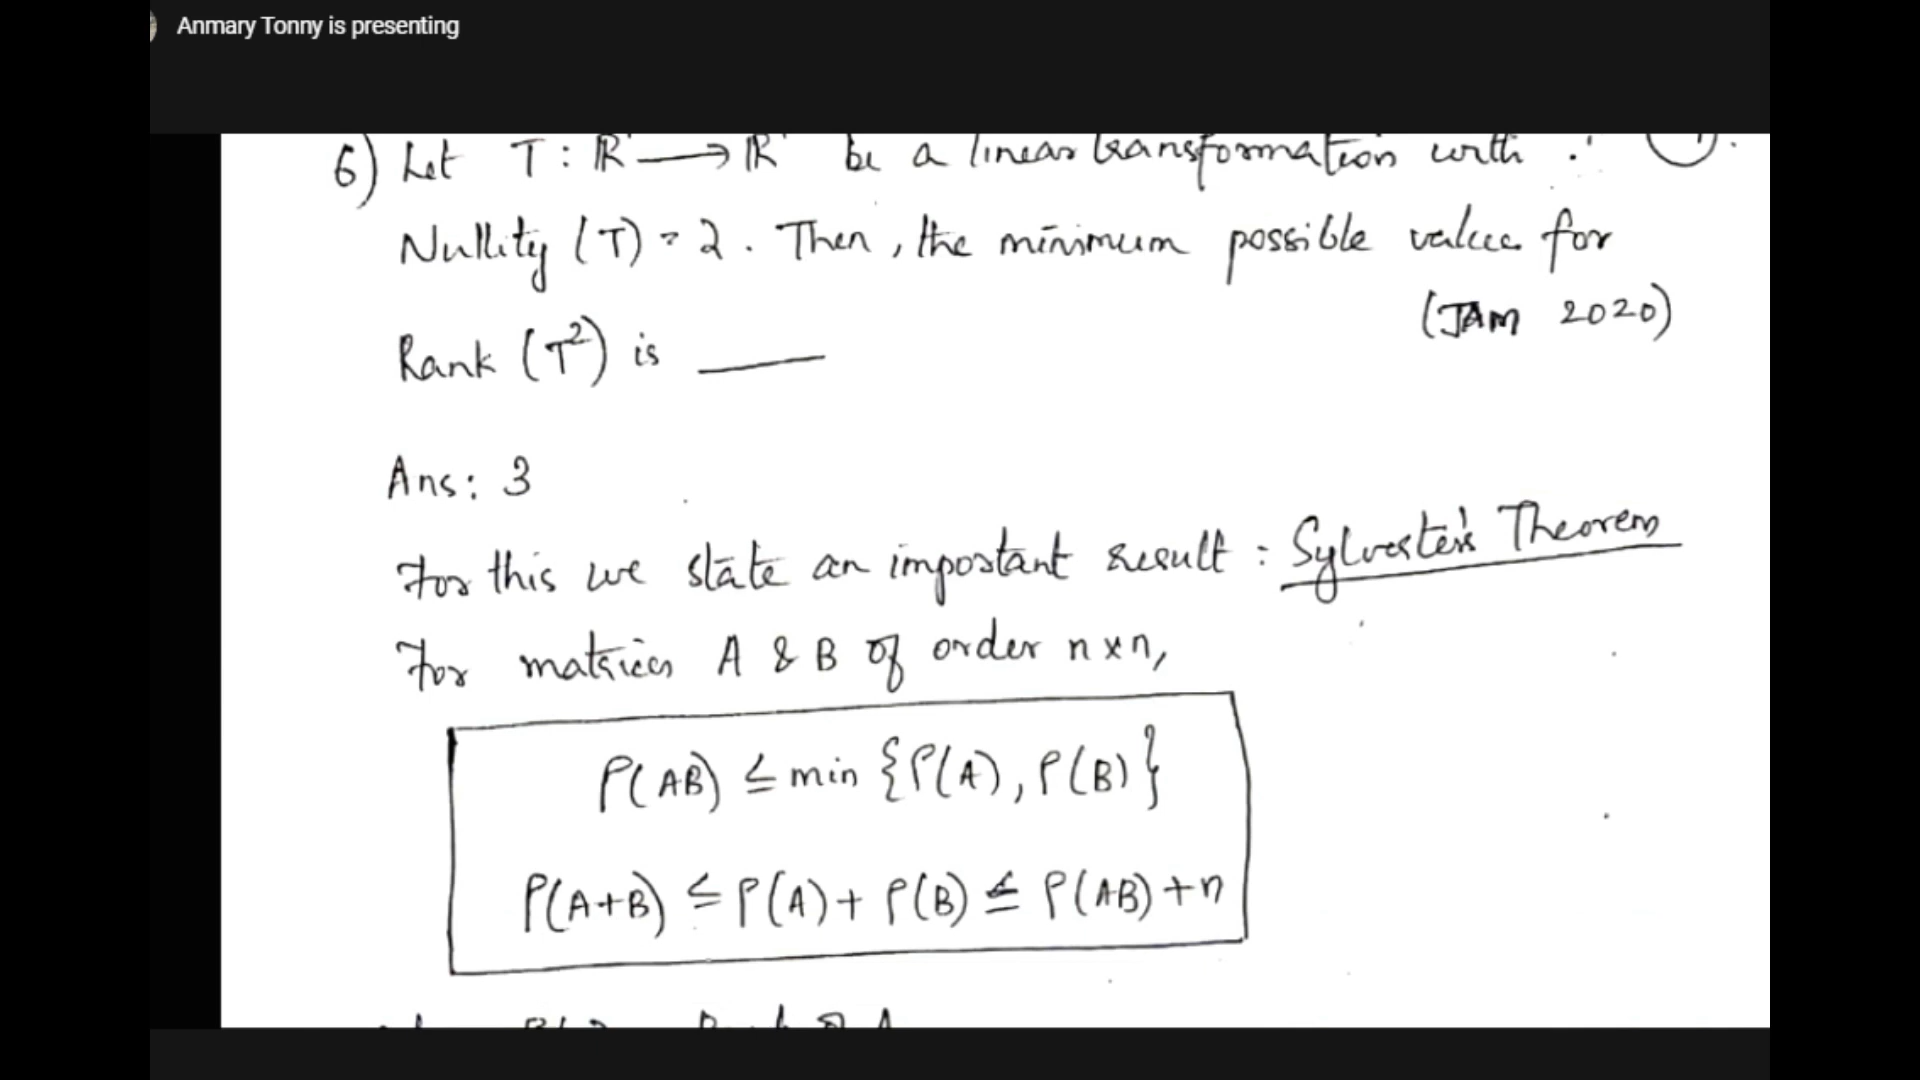 Anmary Tonny is presenting
6) Let T : ℝ → ℝ be a linear transformation with
Nullity (T) = 2. Then, the minimum possible value for
(JAM 2020)
Rank (T²) is ____
Ans: 3
For this we state an important result : Sylvester's Theorem
For matrices A & B of order n×n,
ρ(AB) ≤ min {ρ(A), ρ(B)}
ρ(A+B) ≤ ρ(A) + ρ(B) ≤ ρ(AB) + n